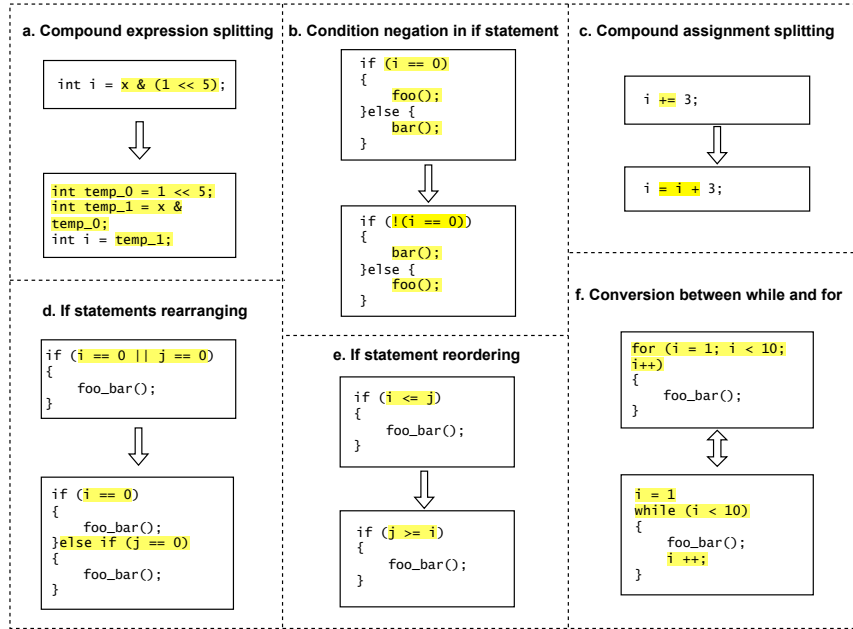 a. Compound expression splitting
int i = x & (1 << 5);
int temp_0 = 1 << 5;
int temp_1 = x &
temp_0;
int i = temp_1;
b. Condition negation in if statement
if (i == 0)
{
foo();
}else {
bar();
}
if (!(i == 0))
{
bar();
}else {
foo();
}
c. Compound assignment splitting
i += 3;
i = i + 3;
d. If statements rearranging
if (i == 0 || j == 0)
{
foo_bar();
}
if (i == 0)
{
foo_bar();
}else if (j == 0)
{
foo_bar();
}
e. If statement reordering
if (i <= j)
{
foo_bar();
}
if (j >= i)
{
foo_bar();
}
f. Conversion between while and for
for (i = 1; i < 10;
i++)
{
foo_bar();
}
i = 1
while (i < 10)
{
foo_bar();
i ++;
}